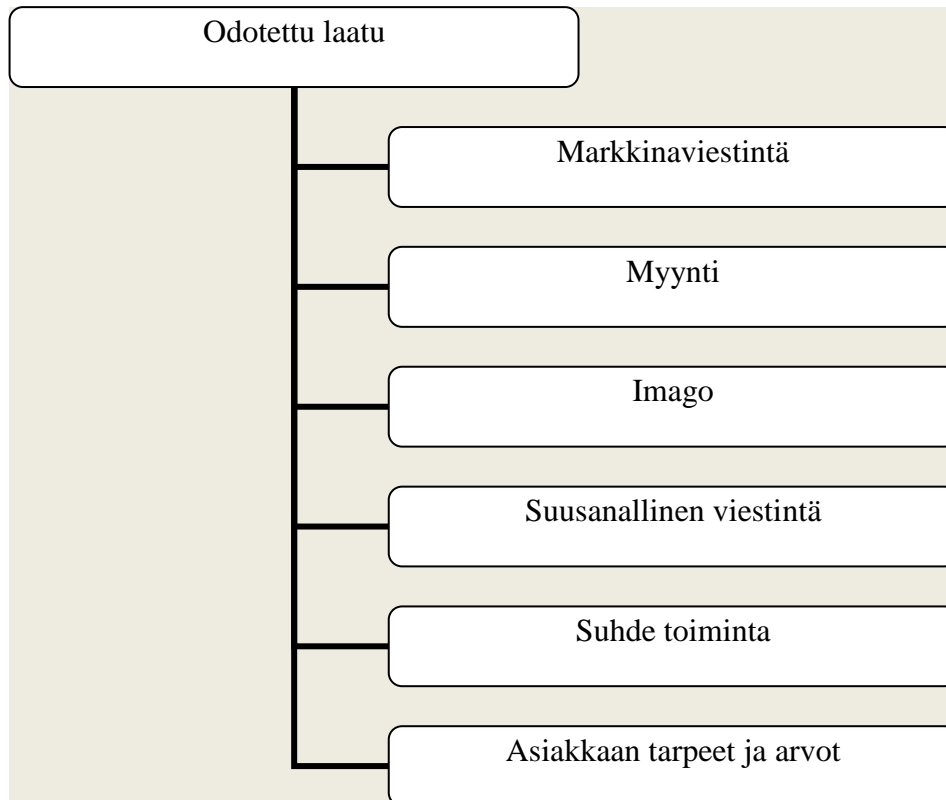 Odotettu laatu
Markkinaviestintä
Myynti
Imago
Suusanallinen viestintä
Suhde toiminta
Asiakkaan tarpeet ja arvot